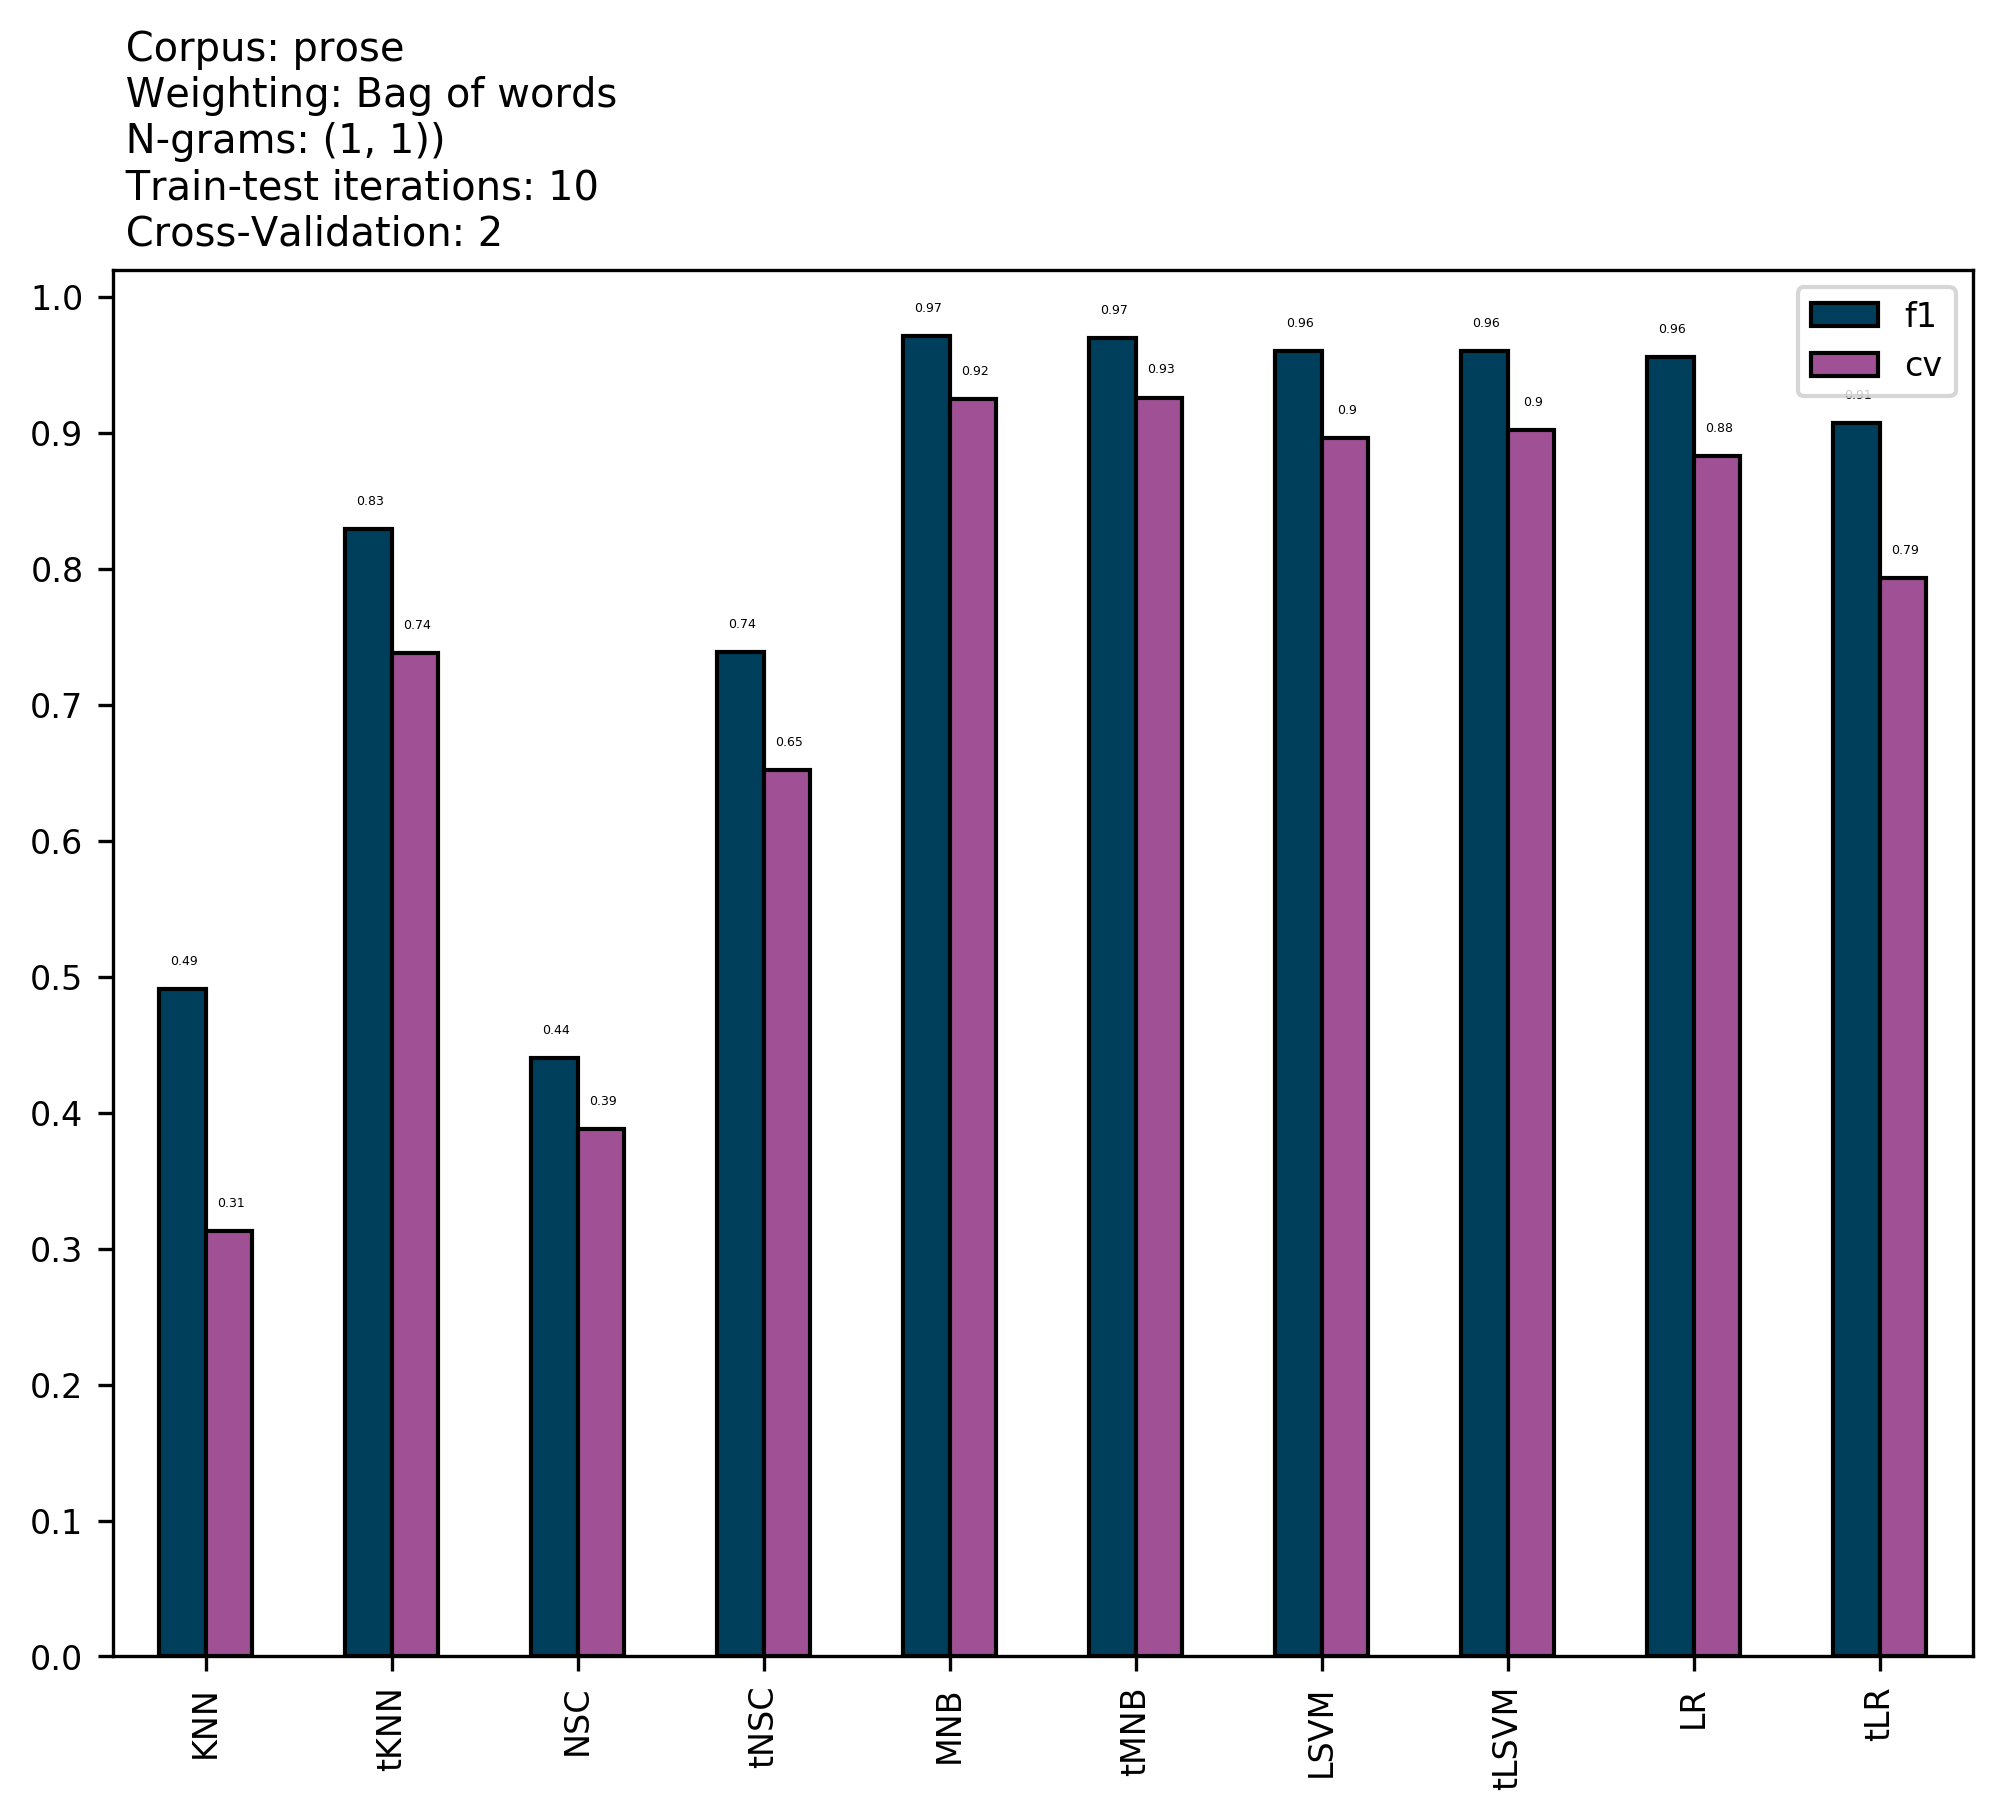 Corpus: prose
Weighting: Bag of words
N-grams: (1, 1))
Train-test iterations: 10
Cross-Validation: 2
1.0
0.9
0.8
0.7
0.6
0.5
0.4
0.3
0.2
0.1
0.0
f1
cv
0.49
0.31
0.83
0.74
0.44
0.39
0.74
0.65
0.97
0.92
0.97
0.93
0.96
0.9
0.96
0.9
0.96
0.88
0.91
0.79
KNN
tKNN
NSC
tNSC
MNB
tMNB
LSVM
tLSVM
LR
tLR